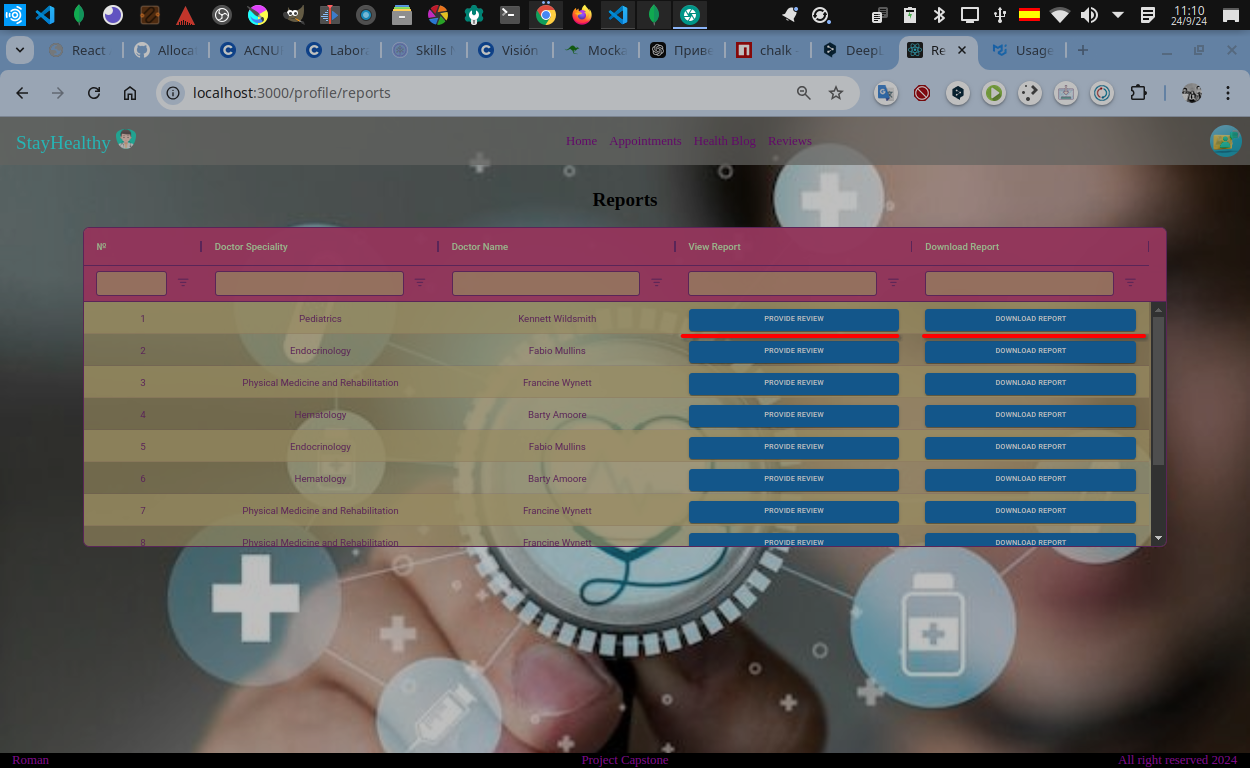 11:10
24/9/24
React
Alloca
ACNU
Labor
Skills
Visión
Mocka
Приве
chalk
Deepl
Re
Usage
localhost:3000/profile/reports
StayHealthy
Home Appointments Health Blog Reviews
Reports
Nº Doctor Speciality Doctor Name View Report Download Report
1 Pediatrics Kennett Wildsmith PROVIDE REVIEW DOWNLOAD REPORT
2 Endocrinology Fabio Mullins PROVIDE REVIEW DOWNLOAD REPORT
3 Physical Medicine and Rehabilitation Francine Wynett PROVIDE REVIEW DOWNLOAD REPORT
4 Hematology Barty Amoore PROVIDE REVIEW DOWNLOAD REPORT
5 Endocrinology Fabio Mullins PROVIDE REVIEW DOWNLOAD REPORT
6 Hematology Barty Amoore PROVIDE REVIEW DOWNLOAD REPORT
7 Physical Medicine and Rehabilitation Francine Wynett PROVIDE REVIEW DOWNLOAD REPORT
8 Physical Medicine and Rehabilitation Francine Wynett PROVIDE REVIEW DOWNLOAD REPORT
Roman Project Capstone All right reserved 2024